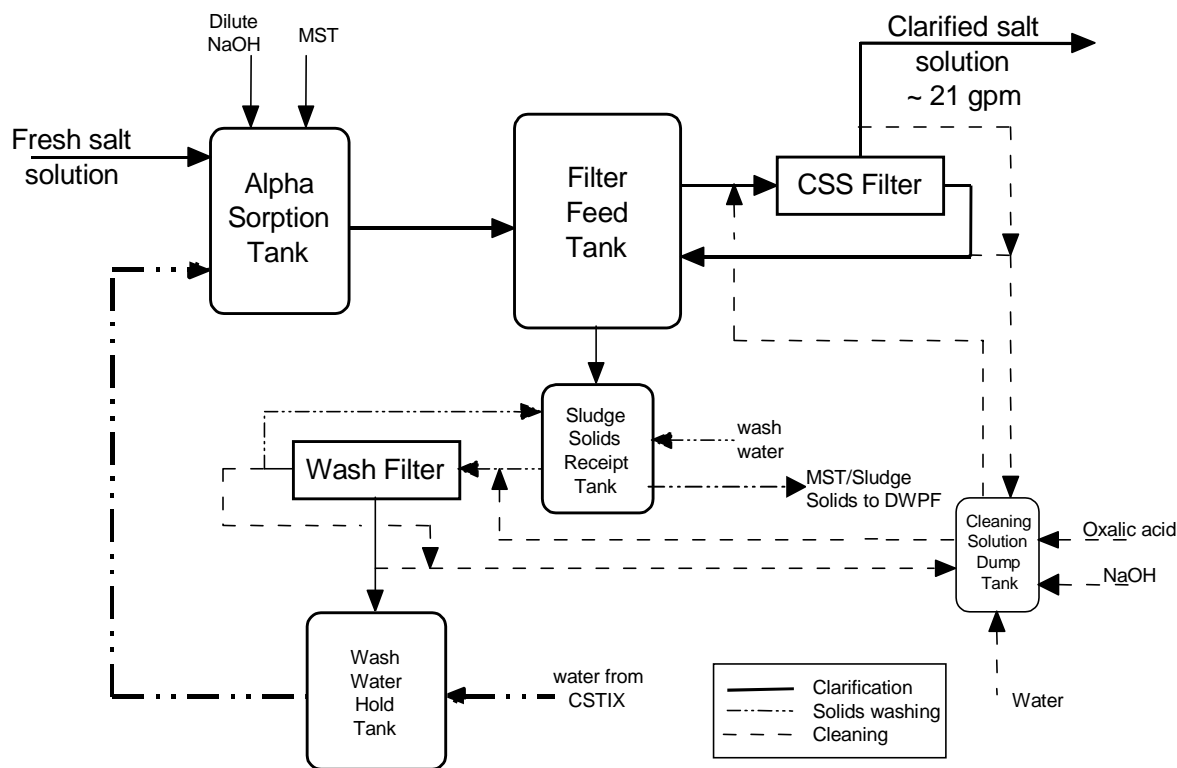 Dilute
NaOH
MST
Clarified salt
solution
~ 21 gpm
Fresh salt
solution
Alpha
Sorption
Tank
Filter
Feed
Tank
CSS Filter
Sludge
Solids
Receipt
Tank
wash
water
Wash Filter
MST/Sludge
Solids to DWPF
Cleaning
Solution
Dump
Tank
Oxalic acid
NaOH
Water
Wash
Water
Hold
Tank
water from
CSTIX
Clarification
Solids washing
Cleaning